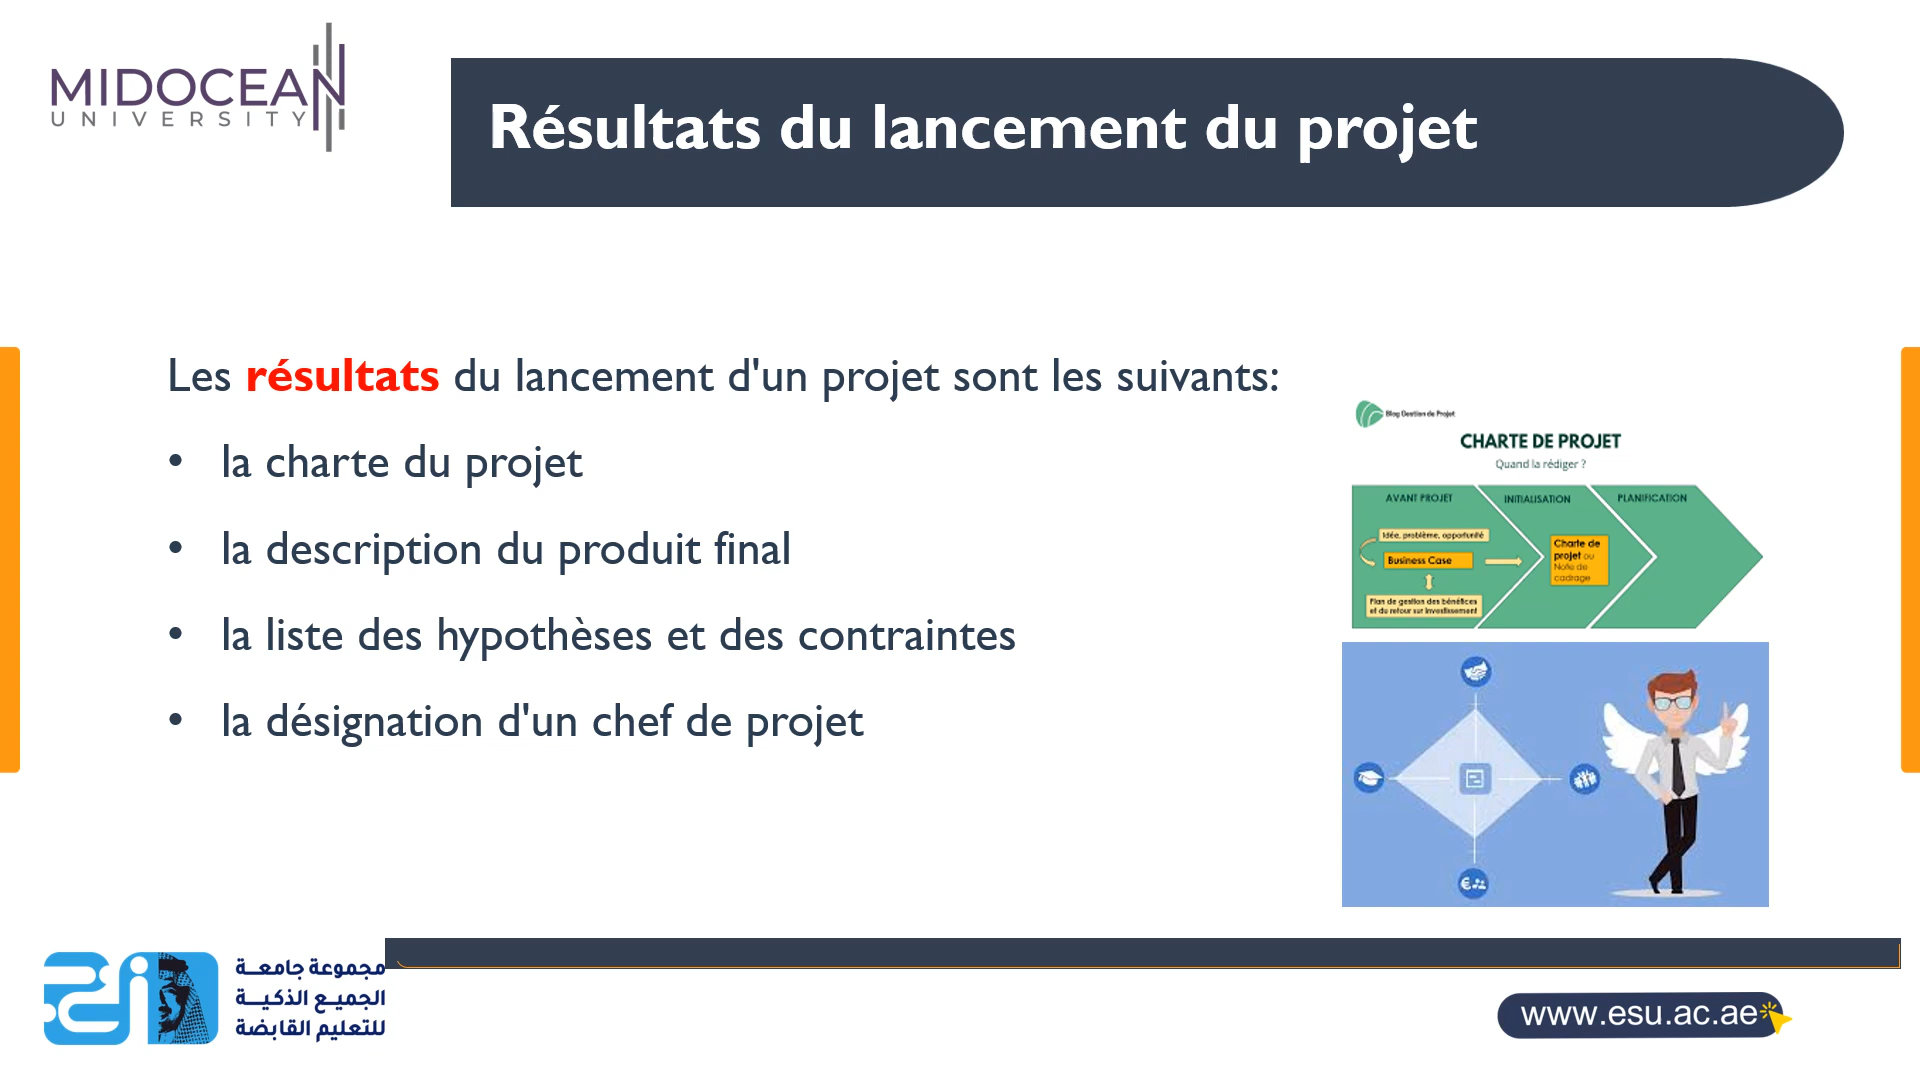 MIDOCEAN
UNIVERSITY
Résultats du lancement du projet
Les résultats du lancement d'un projet sont les suivants:
• la charte du projet
• la description du produit final
• la liste des hypothèses et des contraintes
• la désignation d'un chef de projet
Blog Gestion de Projet
CHARTE DE PROJET
Quand la rédiger ?
AVANT PROJET
INITIALISATION
PLANIFICATION
Idée, problème, opportunité
Business Case
Plan de gestion des bénéfices
et du retour sur investissement
Charte de
projet ou
Note de
cadrage
مجموعة جامعـة
الجميـع الذكيـة
للتعليم القابضة
www.esu.ac.ae